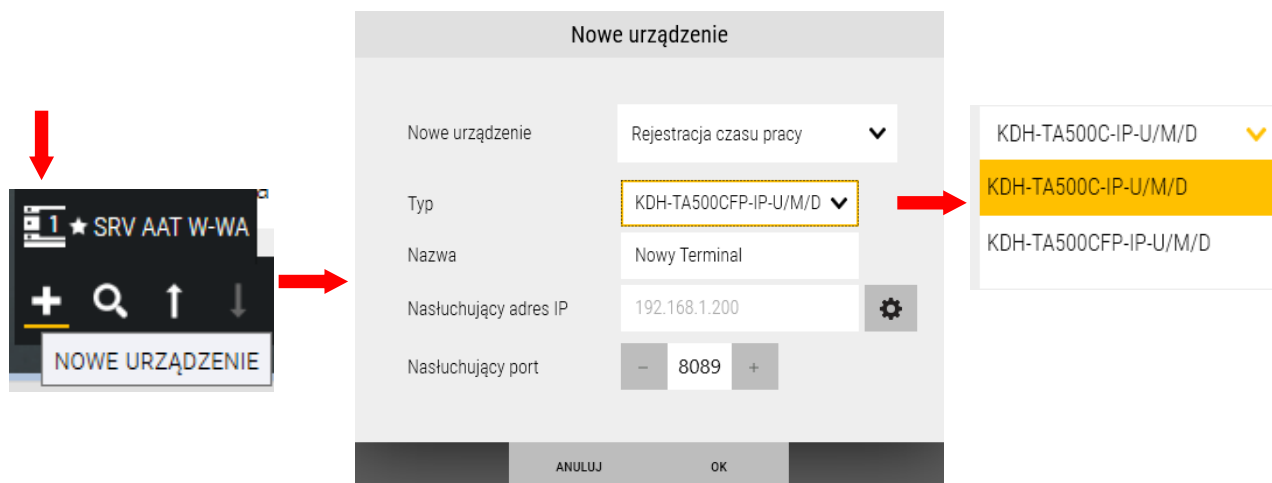 Nowe urządzenie
Nowe urządzenie Rejestracja czasu pracy
Typ KDH-TA500CFP-IP-U/M/D
Nazwa Nowy Terminal
Nasłuchujący adres IP 192.168.1.200
Nasłuchujący port − 8089 +
ANULUJ OK
1 SRV AAT W-WA
NOWE URZĄDZENIE
KDH-TA500C-IP-U/M/D
KDH-TA500C-IP-U/M/D
KDH-TA500CFP-IP-U/M/D